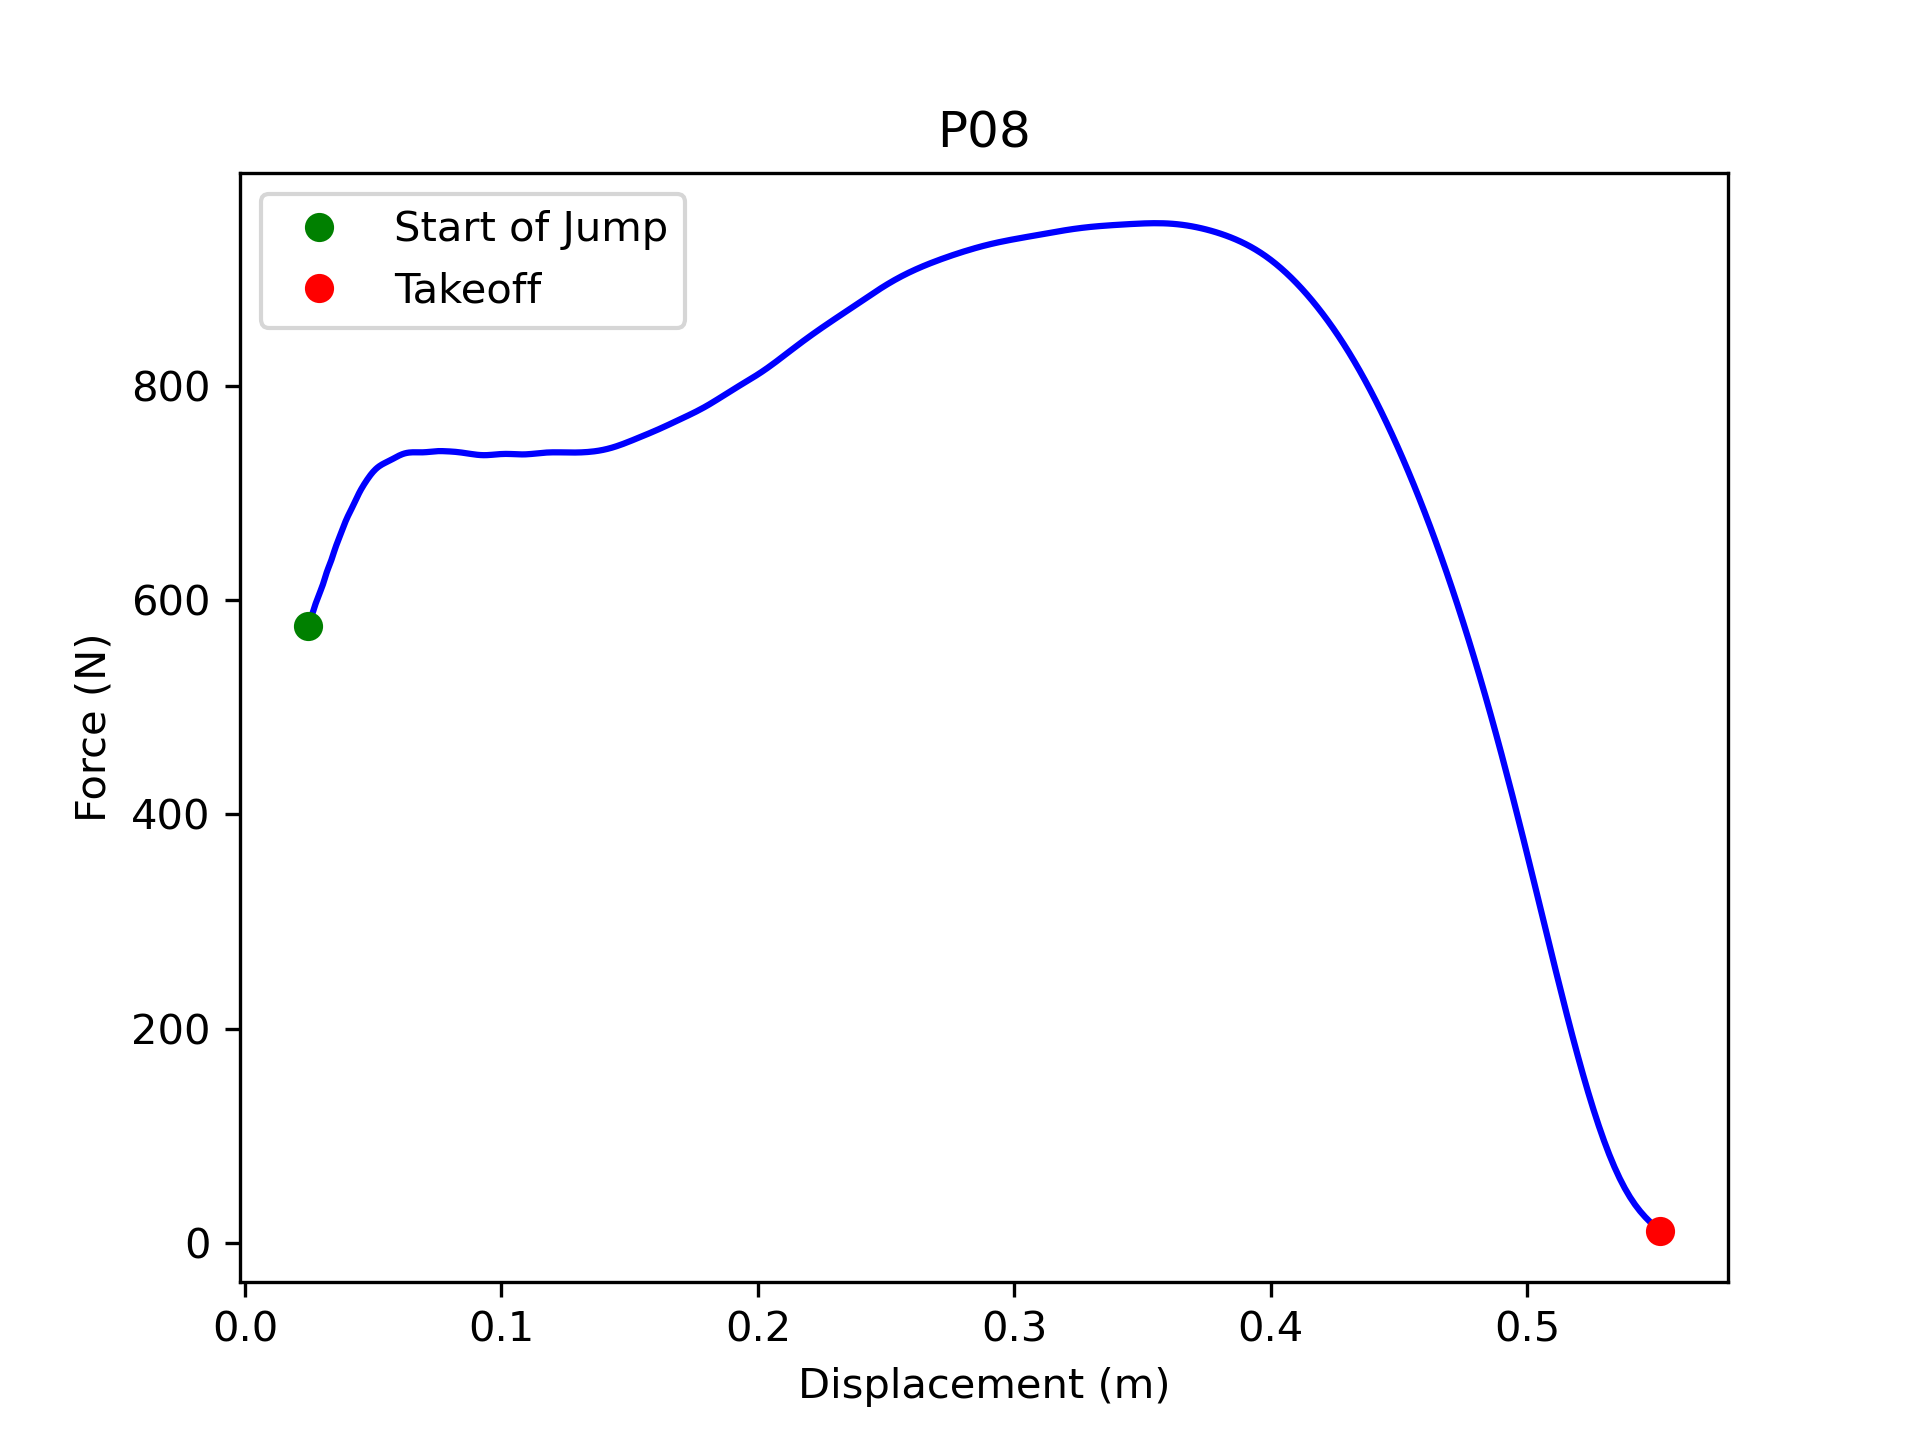 P08
Start of Jump
Takeoff
800
600
400
200
0
Force (N)
0.0 0.1 0.2 0.3 0.4 0.5
Displacement (m)